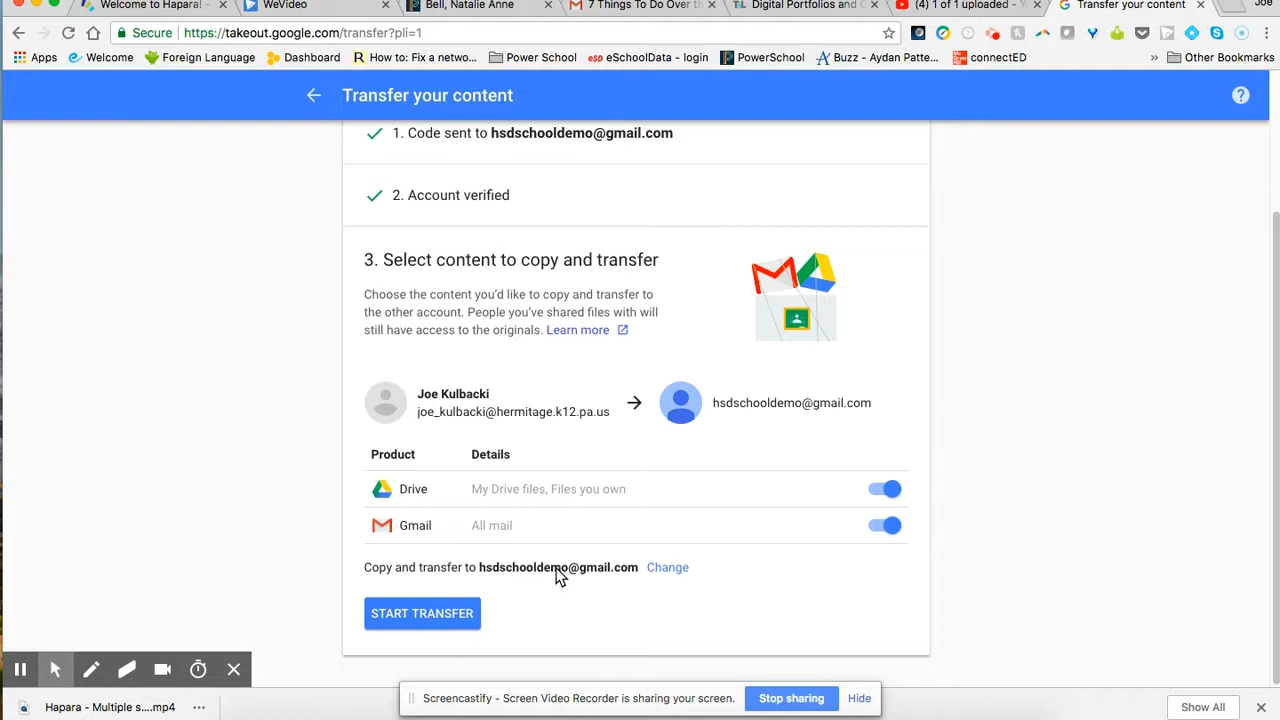 Welcome to Hapara!
WeVideo
Bell, Natalie Anne
7 Things To Do Over th
Digital Portfolios and C
(4) 1 of 1 uploaded - Y
Transfer your content
Joe
Secure
https://takeout.google.com/transfer?pli=1
Apps
Welcome
Foreign Language
Dashboard
How to: Fix a netwo...
Power School
eSchoolData - login
PowerSchool
Buzz - Aydan Patte...
connectED
»
Other Bookmarks
Transfer your content
1. Code sent to hsdschooldemo@gmail.com
2. Account verified
3. Select content to copy and transfer
Choose the content you'd like to copy and transfer to
the other account. People you've shared files with will
still have access to the originals. Learn more
Joe Kulbacki
joe_kulbacki@hermitage.k12.pa.us
hsdschooldemo@gmail.com
Product Details
Drive My Drive files, Files you own
Gmail All mail
Copy and transfer to hsdschooldemo@gmail.com Change
START TRANSFER
Screencastify - Screen Video Recorder is sharing your screen.
Stop sharing
Hide
Hapara - Multiple s....mp4
Show All